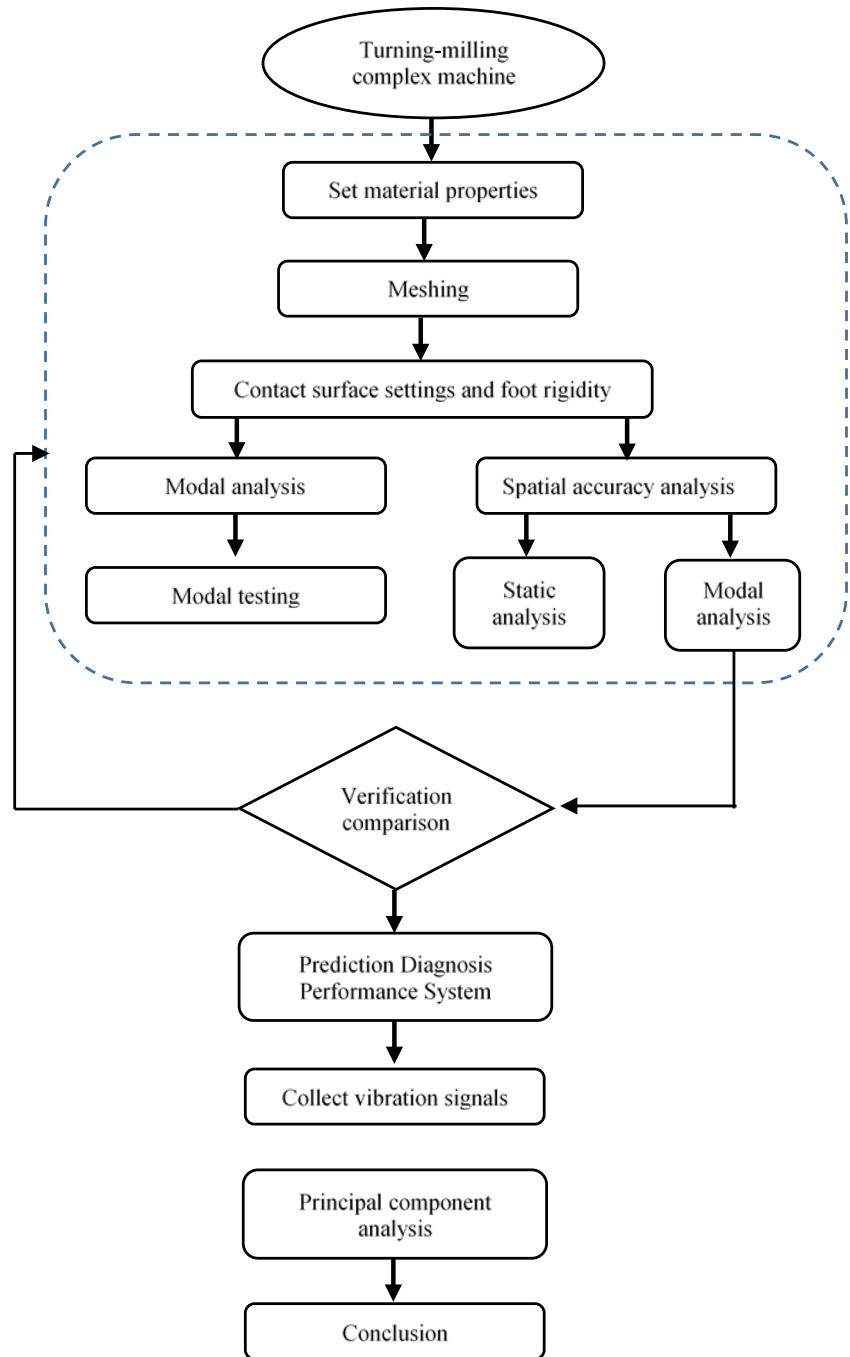 Turning-milling
complex machine
Set material properties
Meshing
Contact surface settings and foot rigidity
Modal analysis
Spatial accuracy analysis
Modal testing
Static
analysis
Modal
analysis
Verification
comparison
Prediction Diagnosis
Performance System
Collect vibration signals
Principal component
analysis
Conclusion